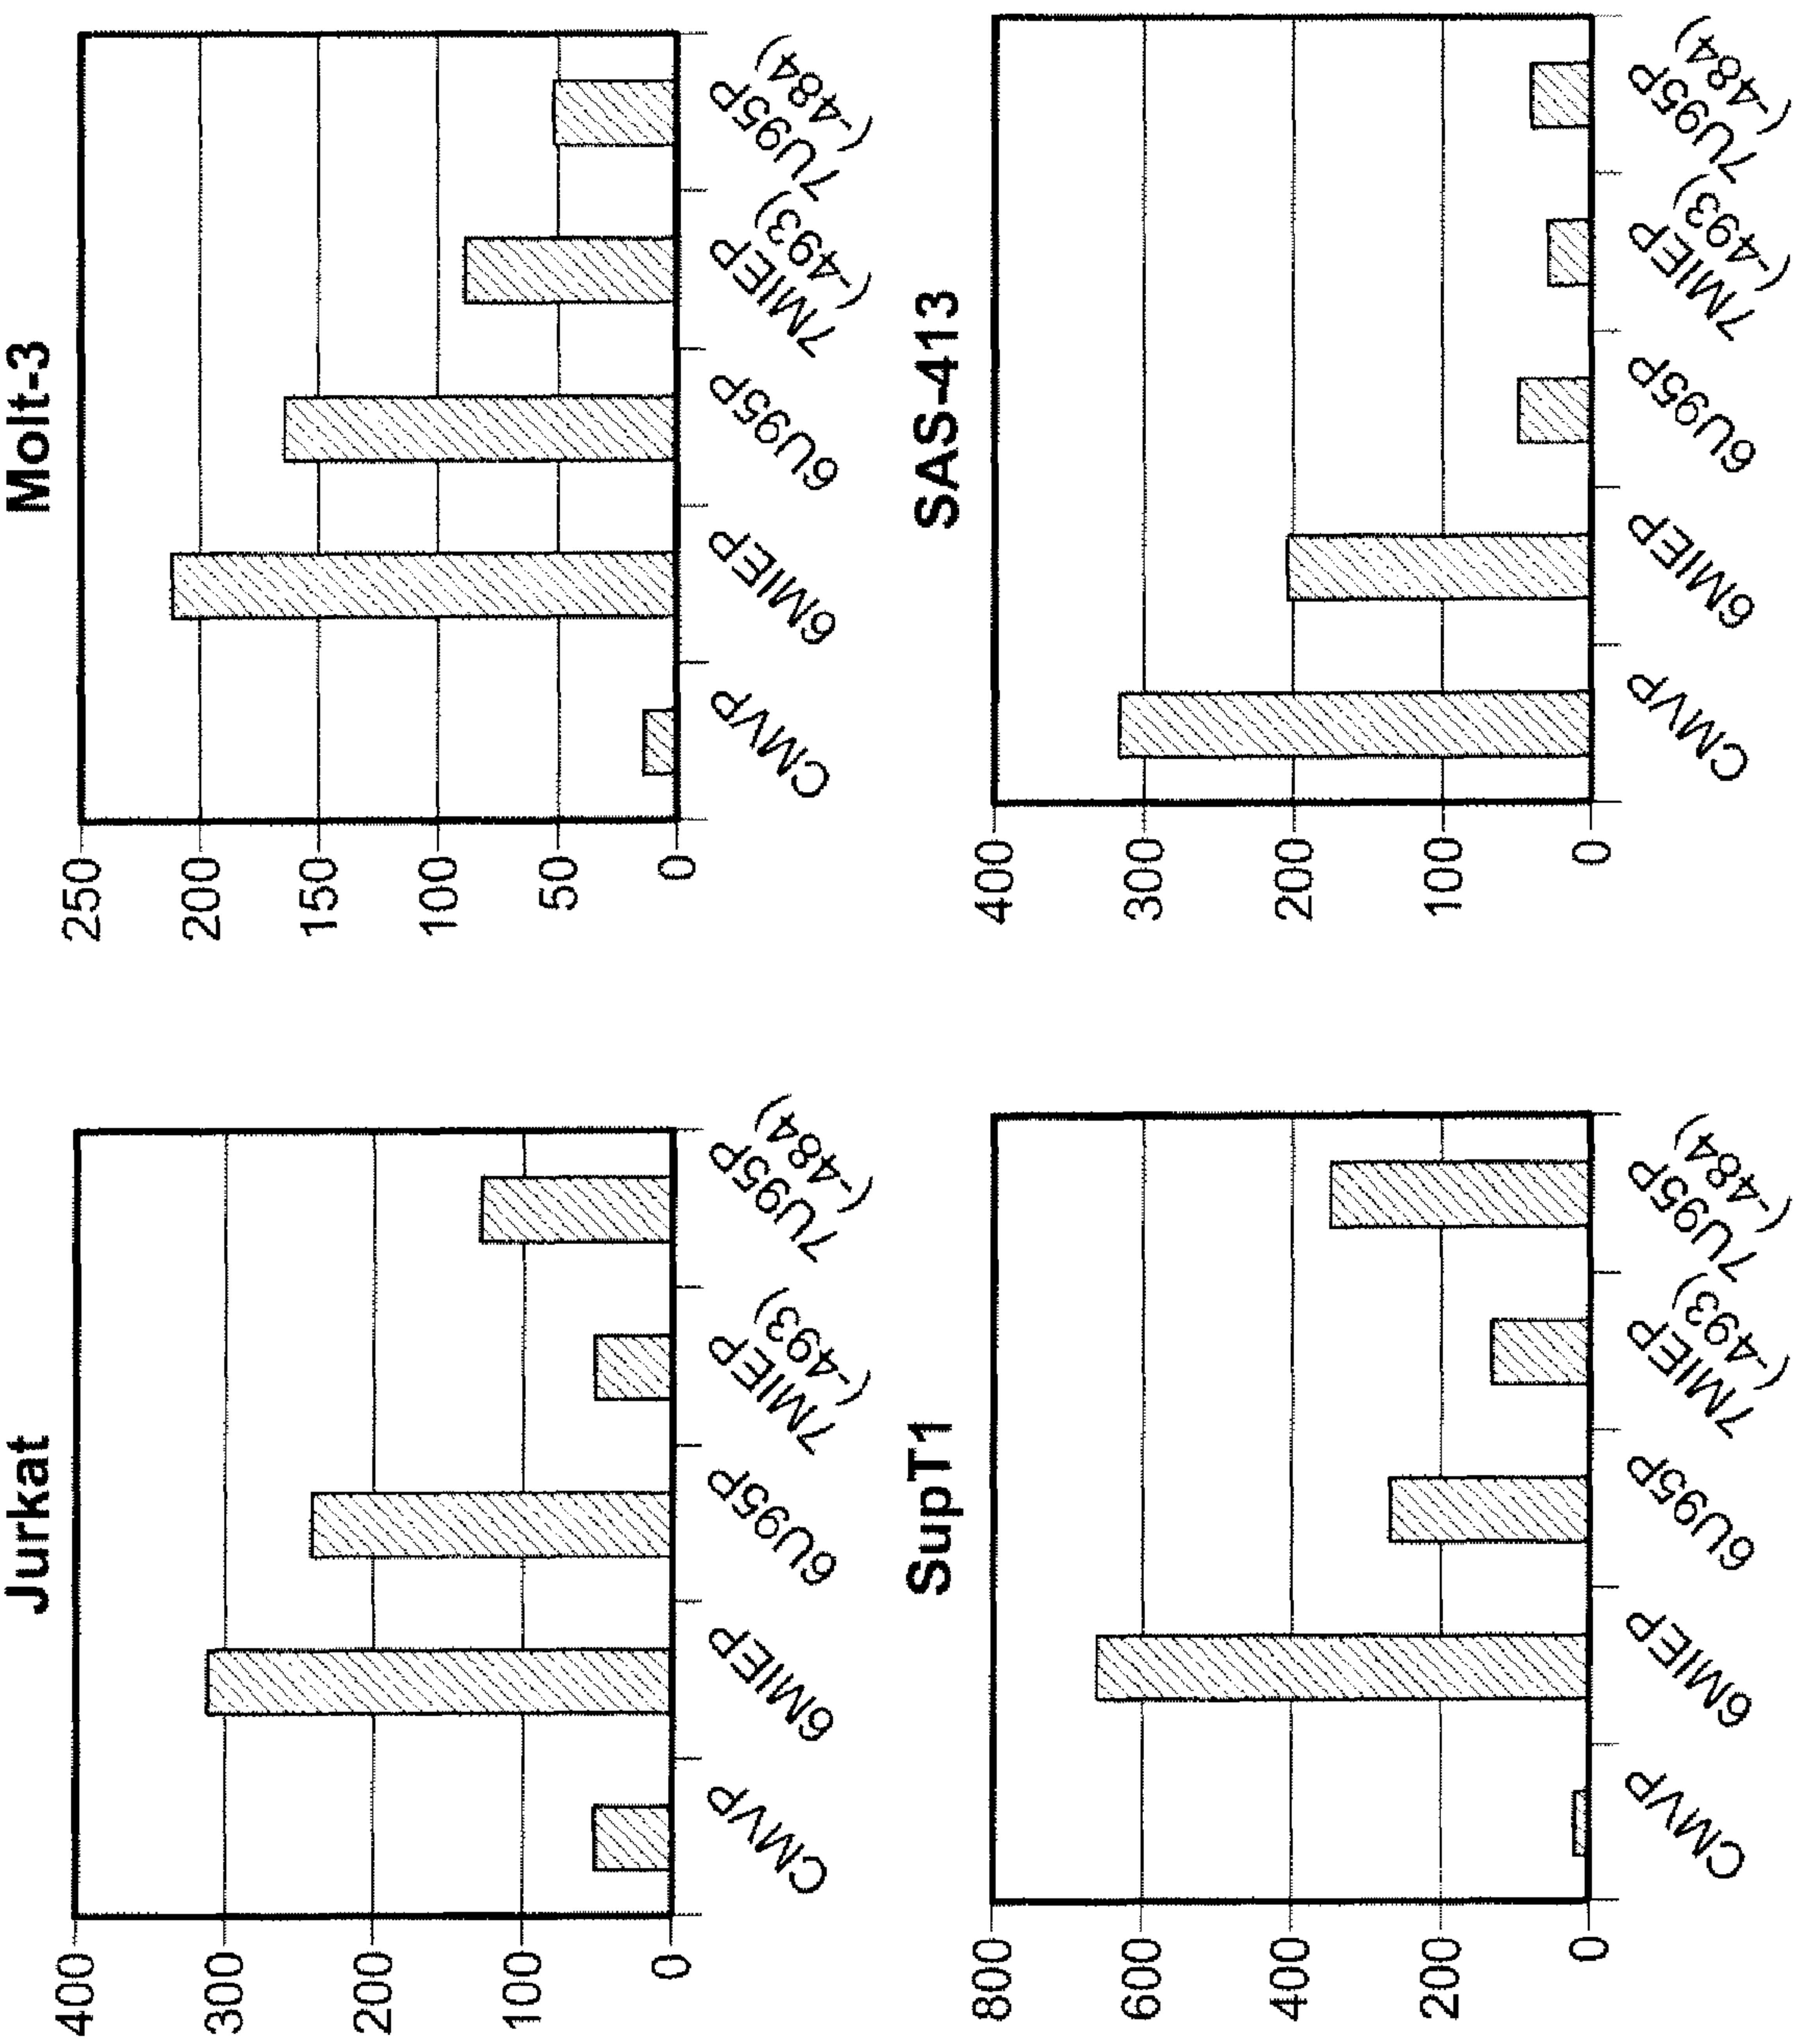 Jurkat
400
300
200
100
0
CMVP
6MIEP
6U95P
7MIEP
(-493)
7U95P
(-484)
Molt-3
250
200
150
100
50
0
CMVP
6MIEP
6U95P
7MIEP
(-493)
7U95P
(-484)
SupT1
800
600
400
200
0
CMVP
6MIEP
6U95P
7MIEP
(-493)
7U95P
(-484)
SAS-413
400
300
200
100
0
CMVP
6MIEP
6U95P
7MIEP
(-493)
7U95P
(-484)